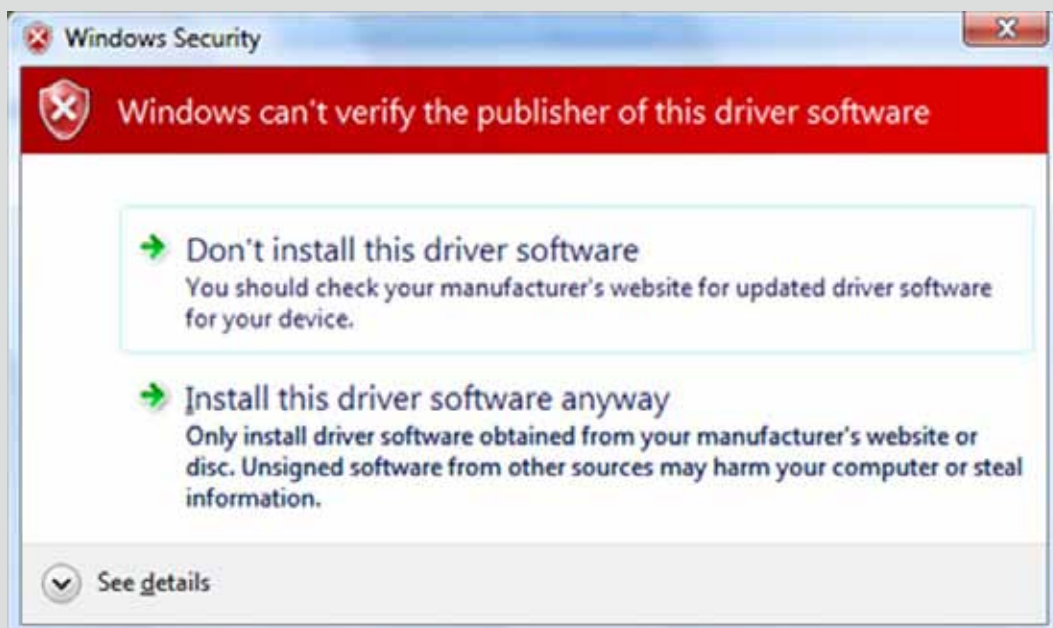 Windows Security
Windows can't verify the publisher of this driver software
Don't install this driver software
You should check your manufacturer's website for updated driver software
for your device.
Install this driver software anyway
Only install driver software obtained from your manufacturer's website or
disc. Unsigned software from other sources may harm your computer or steal
information.
See details